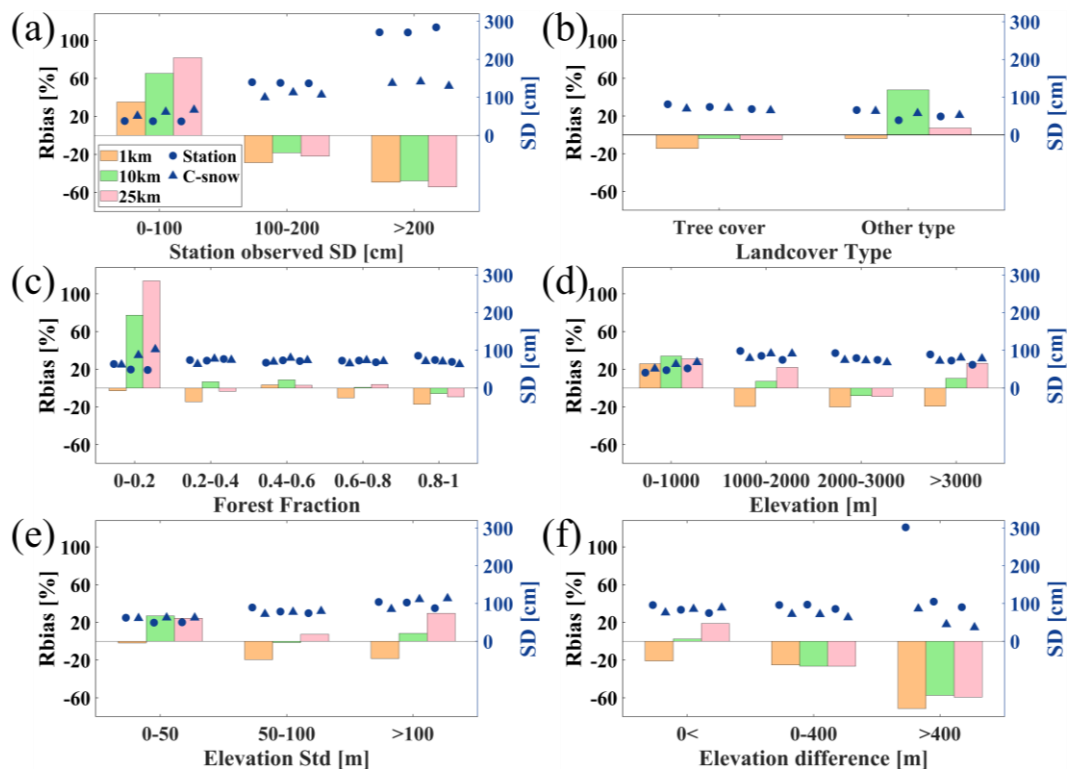 (a)
Rbias [%]
100
60
20
-20
-60
300
200
100
0
SD [cm]
1km
10km
25km
Station
C-snow
0-100 100-200 >200
Station observed SD [cm]
(b)
Rbias [%]
100
60
20
-20
-60
300
200
100
0
SD [cm]
Tree cover Other type
Landcover Type
(c)
Rbias [%]
100
60
20
-20
-60
300
200
100
0
SD [cm]
0-0.2 0.2-0.4 0.4-0.6 0.6-0.8 0.8-1
Forest Fraction
(d)
Rbias [%]
100
60
20
-20
-60
300
200
100
0
SD [cm]
0-1000 1000-2000 2000-3000 >3000
Elevation [m]
(e)
Rbias [%]
100
60
20
-20
-60
300
200
100
0
SD [cm]
0-50 50-100 >100
Elevation Std [m]
(f)
Rbias [%]
100
60
20
-20
-60
300
200
100
0
SD [cm]
0< 0-400 >400
Elevation difference [m]